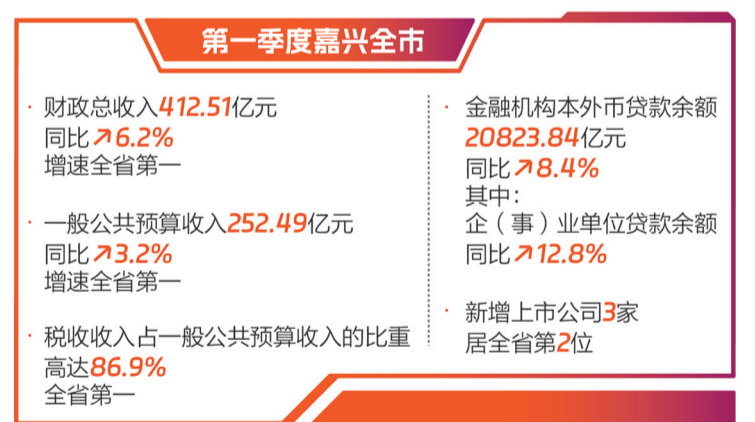 第一季度嘉兴全市
· 财政总收入412.51亿元
同比↗6.2%
增速全省第一
· 一般公共预算收入252.49亿元
同比↗3.2%
增速全省第一
· 税收收入占一般公共预算收入的比重
高达86.9%
全省第一
· 金融机构本外币贷款余额
20823.84亿元
同比↗8.4%
其中：
企（事）业单位贷款余额
同比↗12.8%
· 新增上市公司3家
居全省第2位